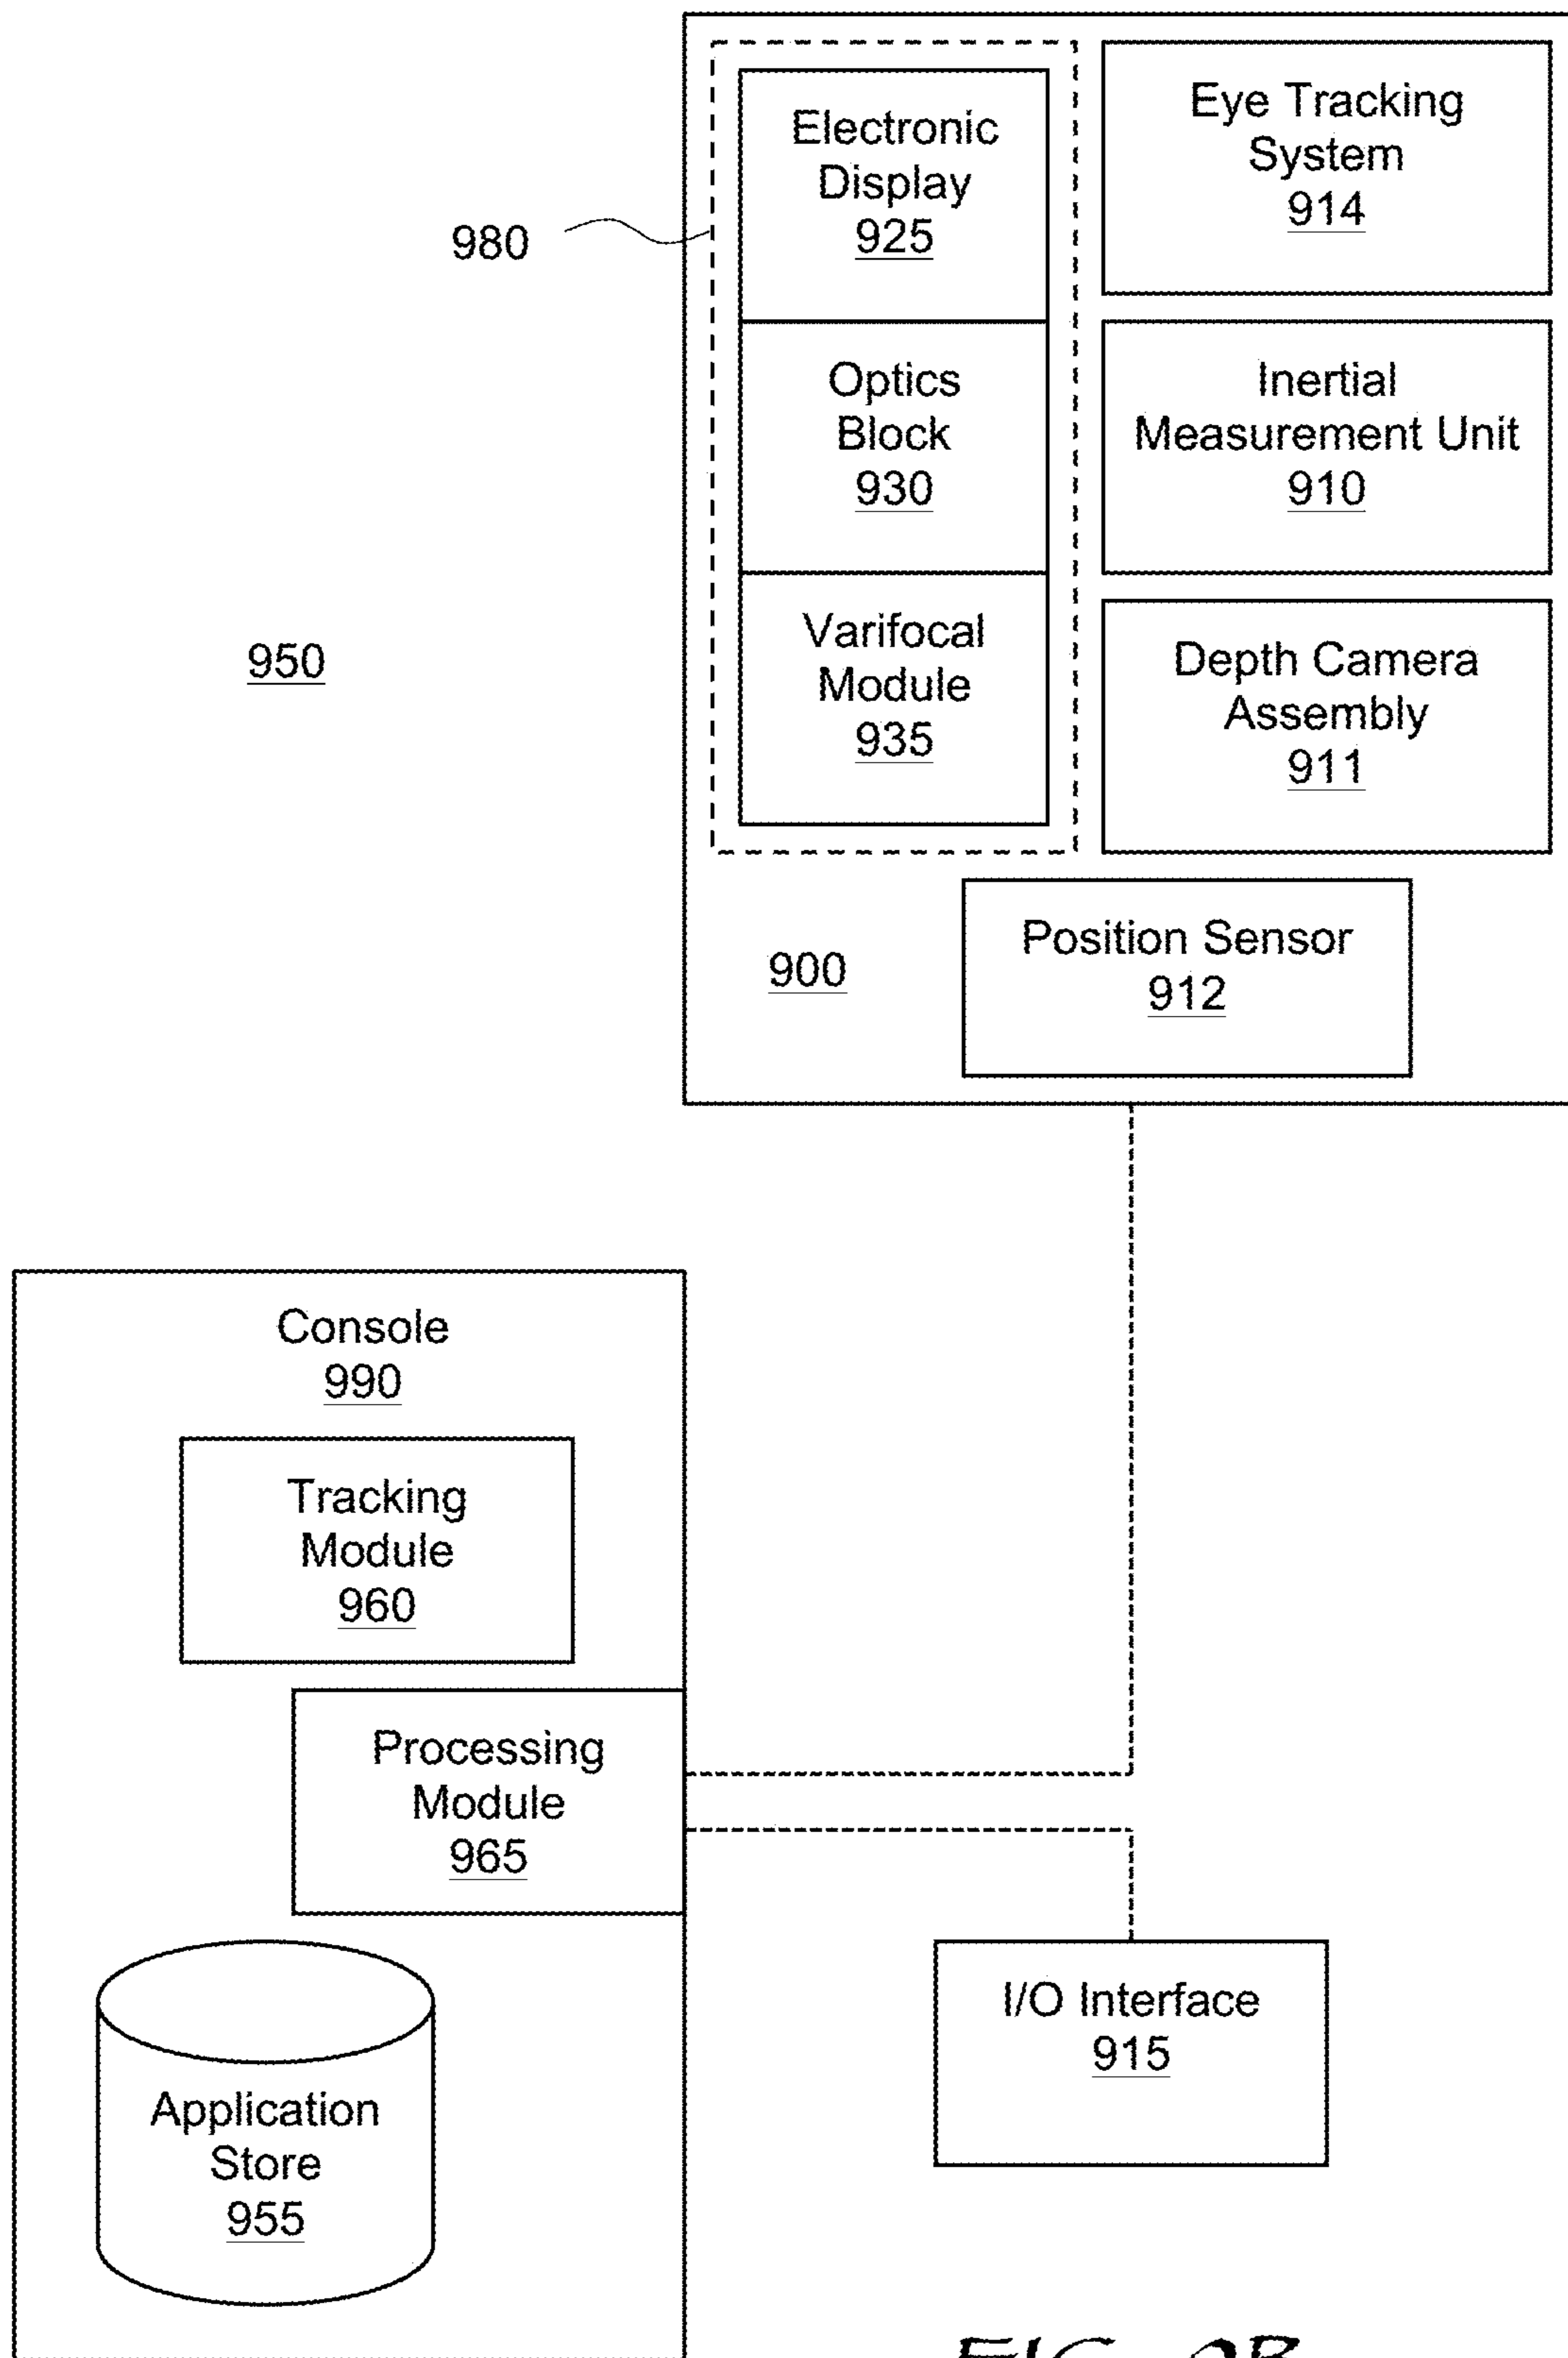 Electronic
Display
925
Eye Tracking
System
914
980
Optics
Block
930
Inertial
Measurement Unit
910
Varifocal
Module
935
Depth Camera
Assembly
911
950
Position Sensor
912
900
Console
990
Tracking
Module
960
Processing
Module
965
I/O Interface
915
Application
Store
955